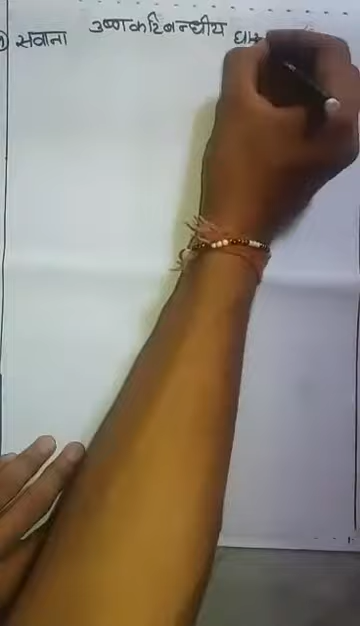 सवाना उष्णकटिबन्धीय घास